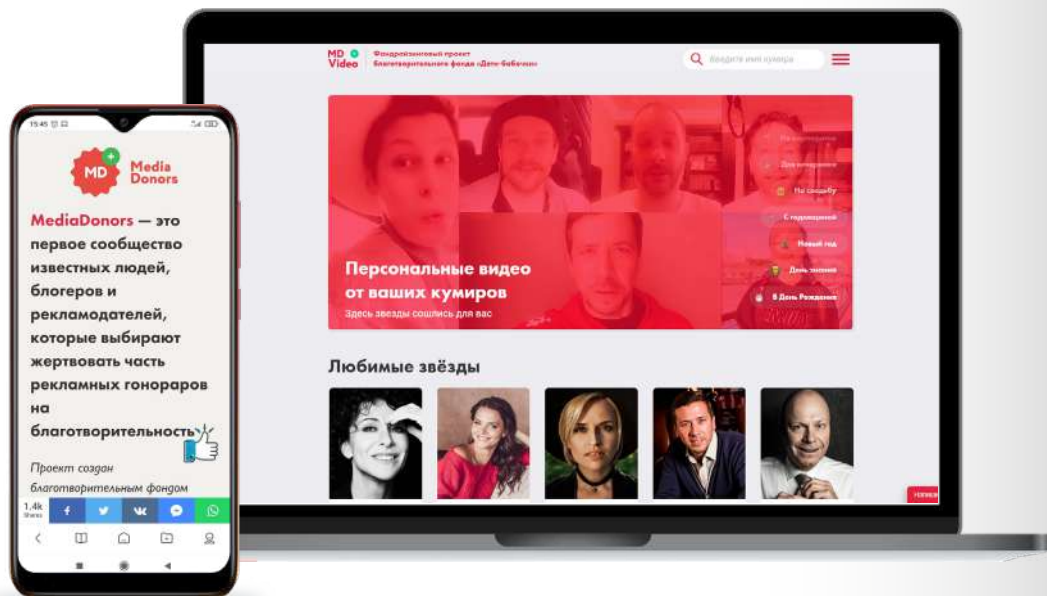 15:45
MD
Media
Donors
MediaDonors — это
первое сообщество
известных людей,
блогеров и
рекламодателей,
которые выбирают
жертвовать часть
рекламных гонораров
на
благотворительность
Проект создан
благотворительным фондом
1,4k
Shares
MD
Video
Фандрайзинговый проект
благотворительного фонда «Дети-бабочки»
Введите имя кумира
Для вечеринки
На свадьбу
С годовщиной
Новый год
День знаний
В День Рождения
Персональные видео
от ваших кумиров
Здесь звезды сошлись для вас
Любимые звёзды